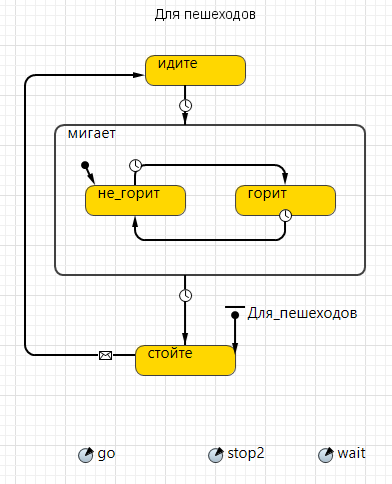 Для пешеходов
идите
мигает
не_горит
горит
Для_пешеходов
стойте
go
stop2
wait